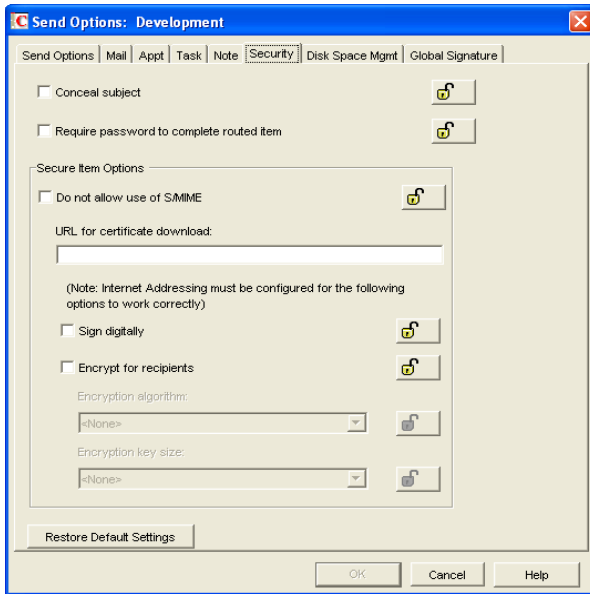 Send Options: Development
Send Options Mail Appt Task Note Security Disk Space Mgmt Global Signature
Conceal subject
Require password to complete routed item
Secure Item Options
Do not allow use of S/MIME
URL for certificate download:
(Note: Internet Addressing must be configured for the following
options to work correctly)
Sign digitally
Encrypt for recipients
Encryption algorithm:
<None>
Encryption key size:
<None>
Restore Default Settings
OK Cancel Help